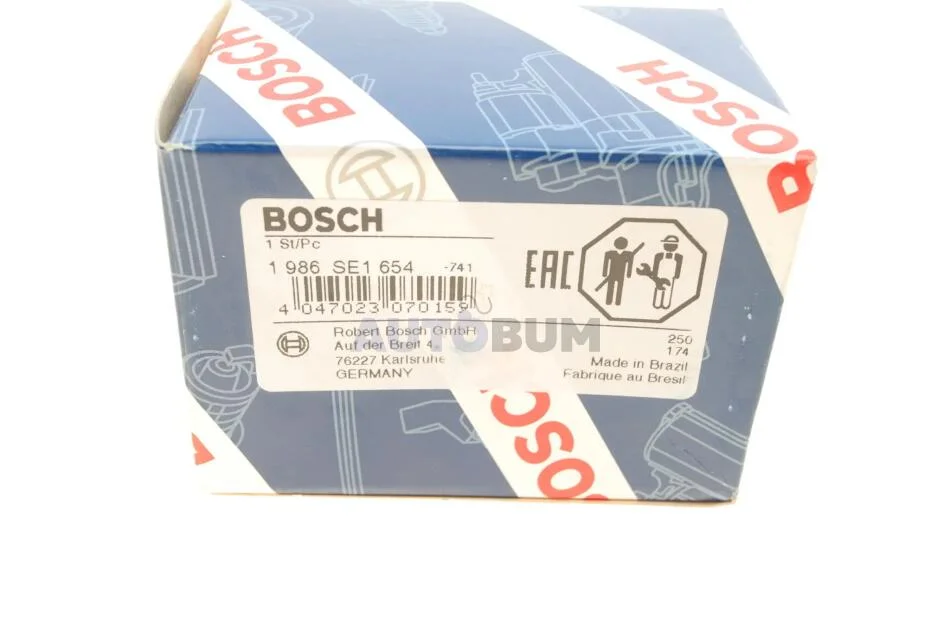 BOSCH
BOSCH
BOSCH
BOSCH
1 St/Pc
1 986 SE1 654 -741
EAC
4 047023 070159
AUTOBUM
Robert Bosch GmbH
Auf der Breit 4
76227 Karlsruhe
GERMANY
250
174
Made in Brazil
Fabrique au Bresil
BOSCH